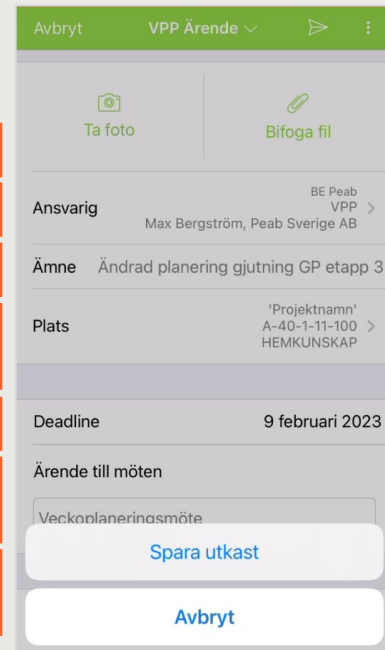 Avbryt VPP Ärende
Ta foto Bifoga fil
BE Peab
Ansvarig VPP
Max Bergström, Peab Sverige AB
Ämne Ändrad planering gjutning GP etapp 3
'Projektnamn'
Plats A-40-1-11-100
HEMKUNSKAP
Deadline 9 februari 2023
Ärende till möten
Veckoplaneringsmöte
Spara utkast
Avbryt